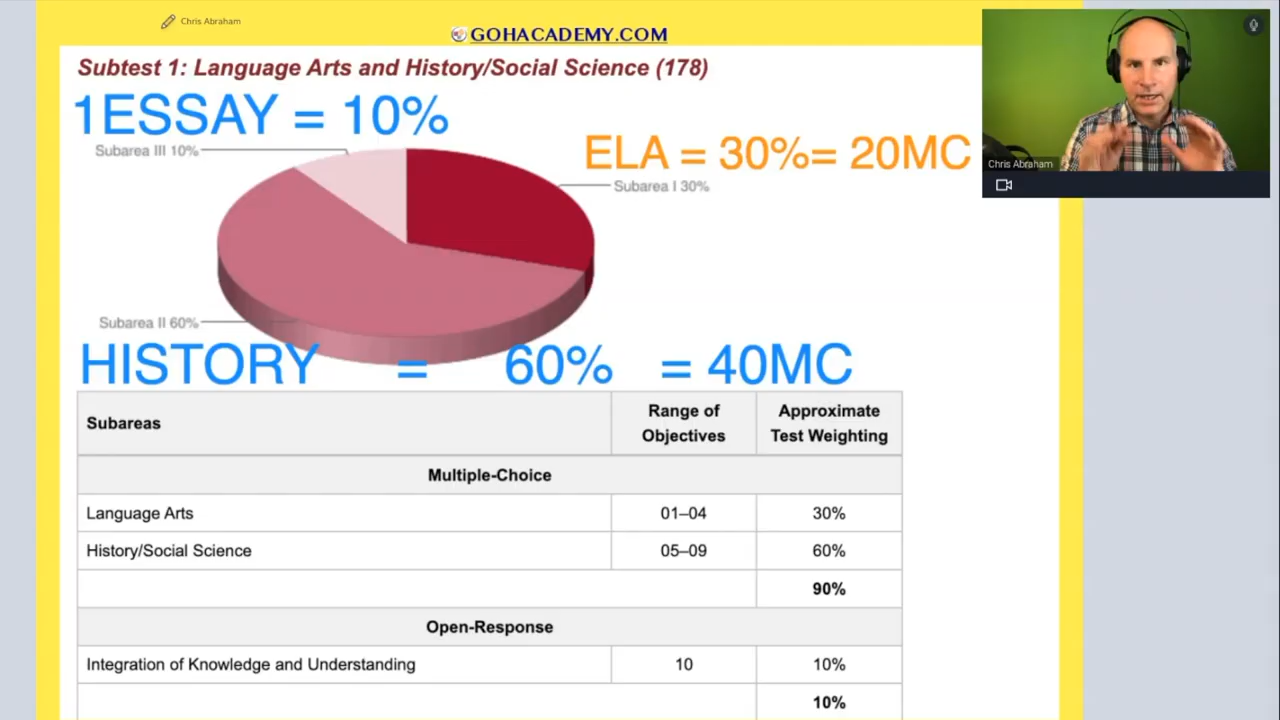 Chris Abraham
GOHACADEMY.COM
Subtest 1: Language Arts and History/Social Science (178)
1ESSAY = 10%
ELA = 30%= 20MC
Subarea III 10%
Chris Abraham
Subarea I 30%
Subarea II 60%
HISTORY = 60% = 40MC
Subareas Range of Objectives Approximate Test Weighting
Multiple-Choice
Language Arts 01–04 30%
History/Social Science 05–09 60%
90%
Open-Response
Integration of Knowledge and Understanding 10 10%
10%